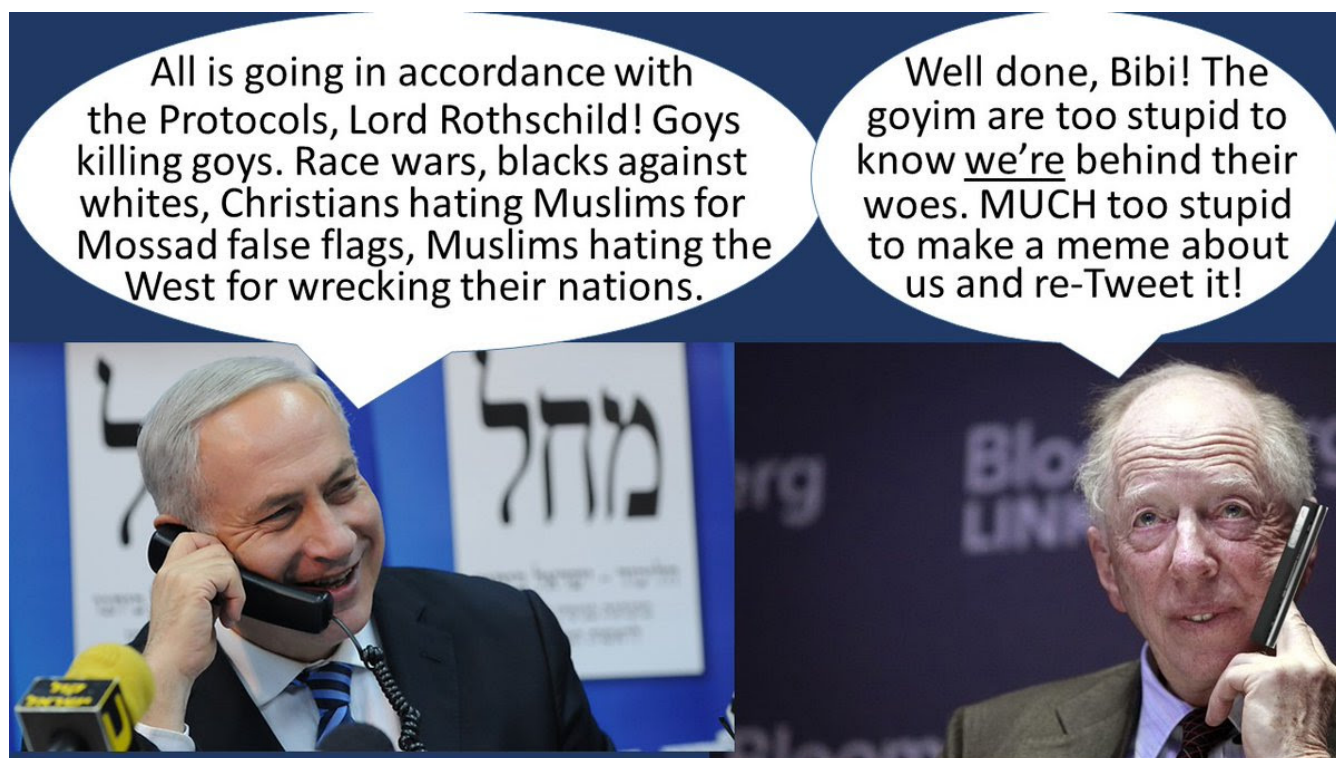 All is going in accordance with
the Protocols, Lord Rothschild! Goys
killing goys. Race wars, blacks against
whites, Christians hating Muslims for
Mossad false flags, Muslims hating the
West for wrecking their nations.
Well done, Bibi! The
goyim are too stupid to
know we're behind their
woes. MUCH too stupid
to make a meme about
us and re-Tweet it!
מחל